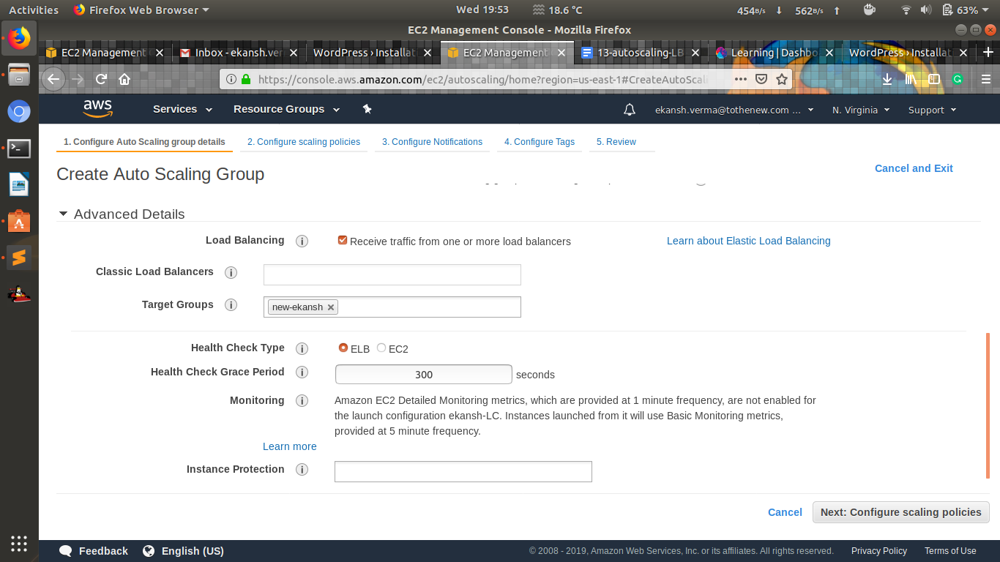 Activities Firefox Web Browser Wed 19:53 18.6 °C 454B/s 562B/s 63%
EC2 Management Console - Mozilla Firefox
EC2 Management Inbox - ekansh.ver WordPress › Installat EC2 Management 13-autoscaling-LB Learning | Dashbo WordPress › Installat
https://console.aws.amazon.com/ec2/autoscaling/home?region=us-east-1#CreateAutoScal
aws Services Resource Groups ekansh.verma@tothenew.com ... N. Virginia Support
1. Configure Auto Scaling group details 2. Configure scaling policies 3. Configure Notifications 4. Configure Tags 5. Review
Create Auto Scaling Group Cancel and Exit
Advanced Details
Load Balancing Receive traffic from one or more load balancers Learn about Elastic Load Balancing
Classic Load Balancers
Target Groups new-ekansh
Health Check Type ELB EC2
Health Check Grace Period 300 seconds
Monitoring Amazon EC2 Detailed Monitoring metrics, which are provided at 1 minute frequency, are not enabled for
the launch configuration ekansh-LC. Instances launched from it will use Basic Monitoring metrics,
provided at 5 minute frequency.
Learn more
Instance Protection
Cancel Next: Configure scaling policies
Feedback English (US) © 2008 - 2019, Amazon Web Services, Inc. or its affiliates. All rights reserved. Privacy Policy Terms of Use